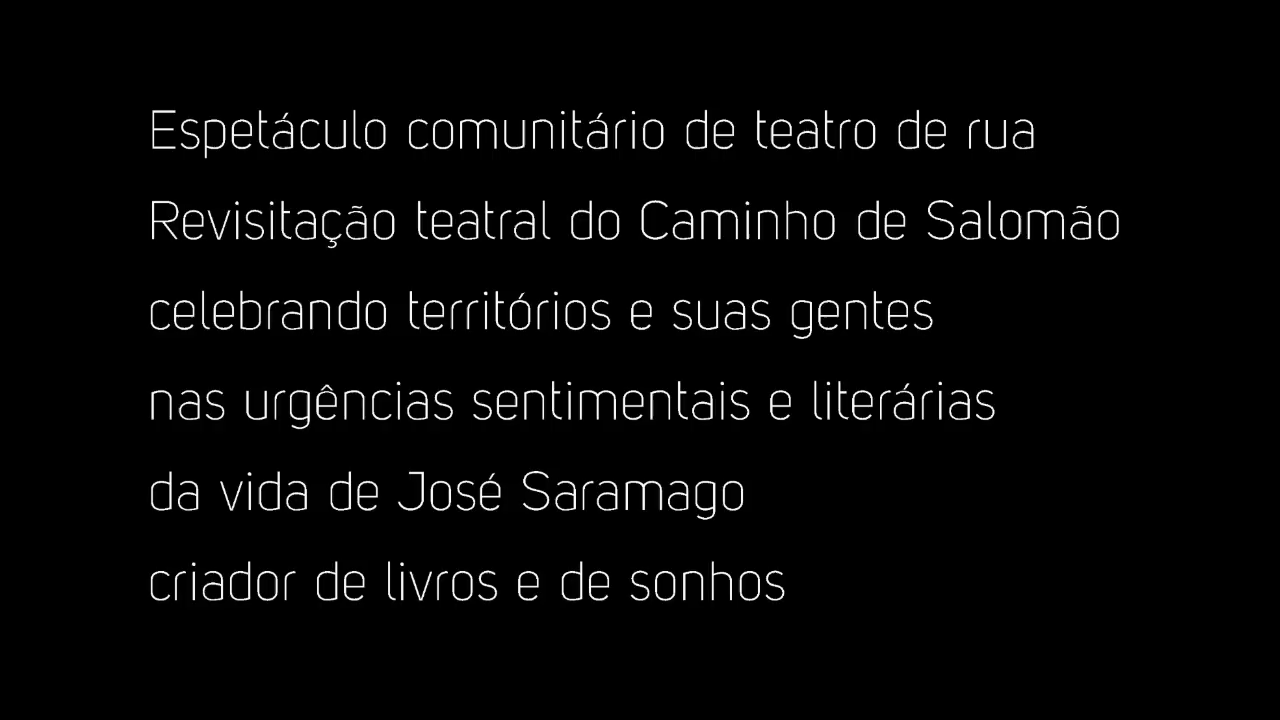 Espetáculo comunitário de teatro de rua
Revisitação teatral do Caminho de Salomão
celebrando territórios e suas gentes
nas urgências sentimentais e literárias
da vida de José Saramago
criador de livros e de sonhos